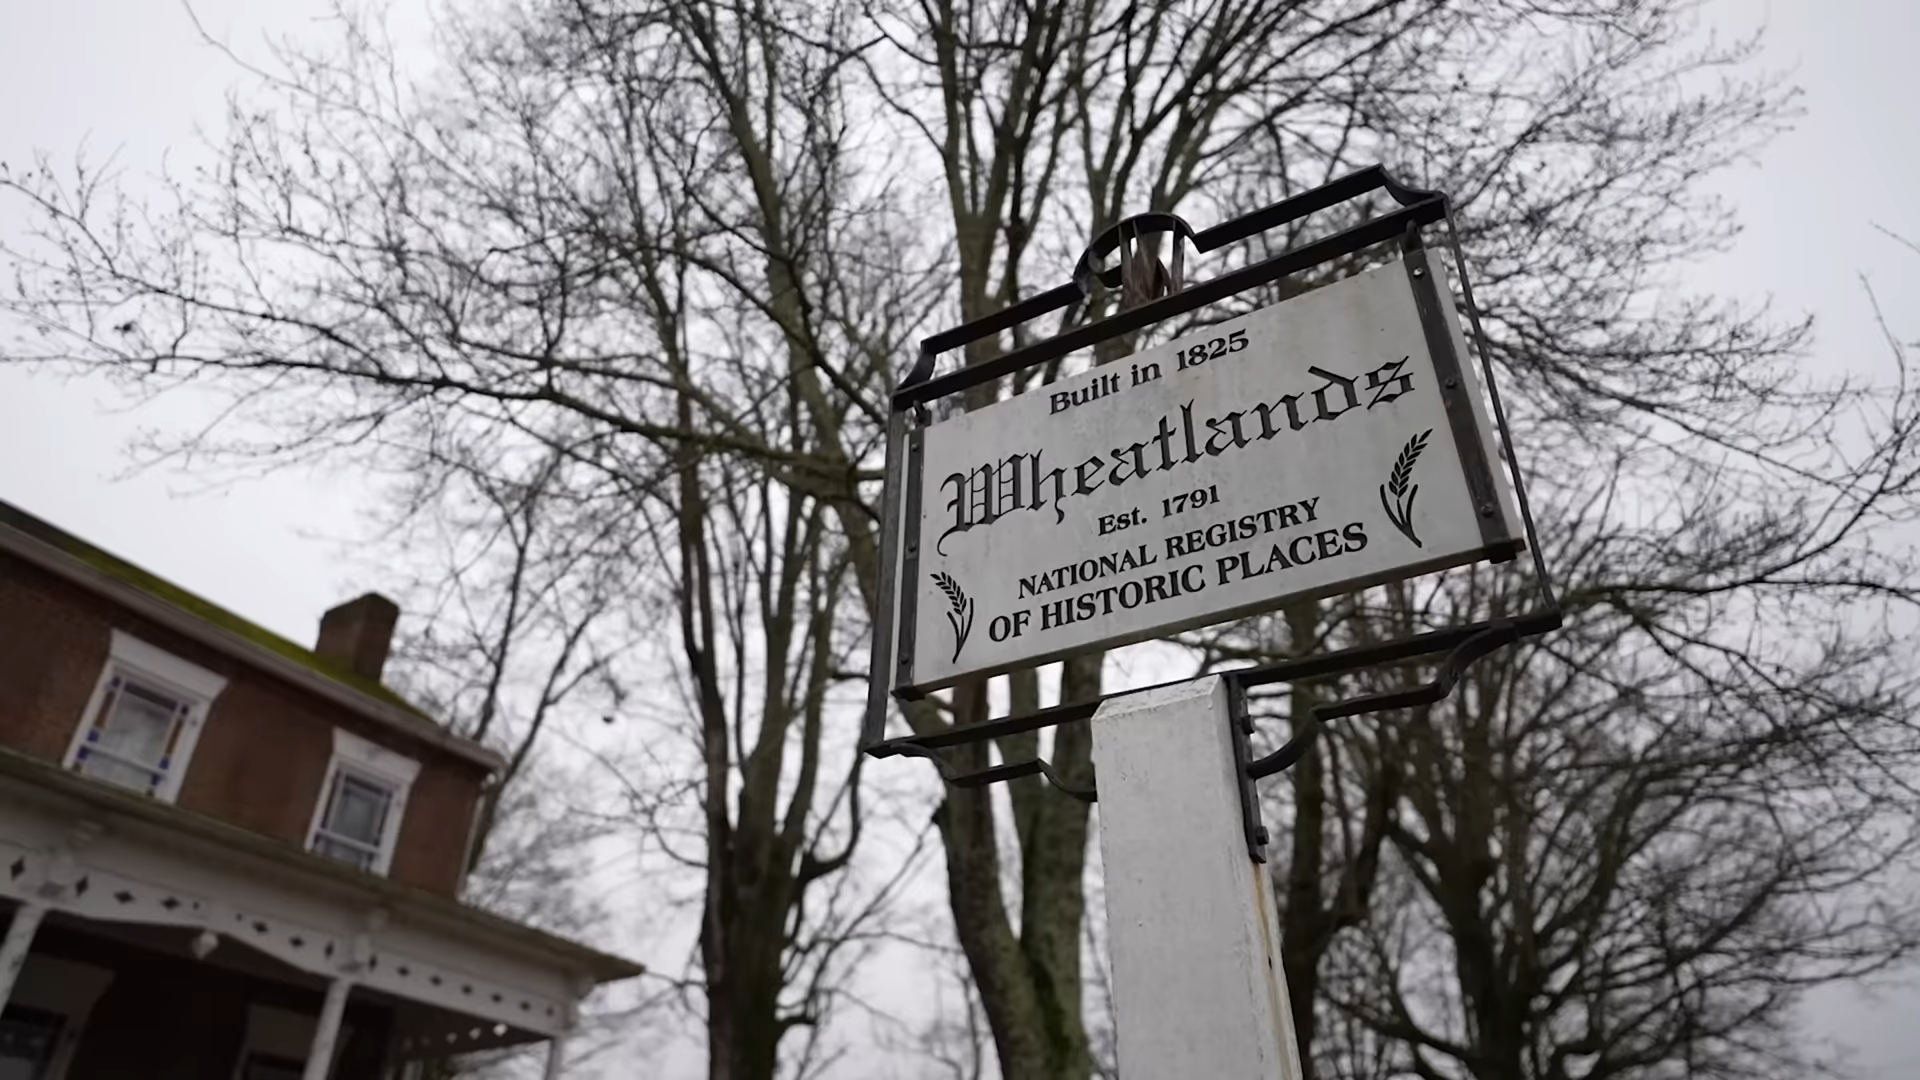 Built in 1825
Wheatlands
Est. 1791
NATIONAL REGISTRY
OF HISTORIC PLACES